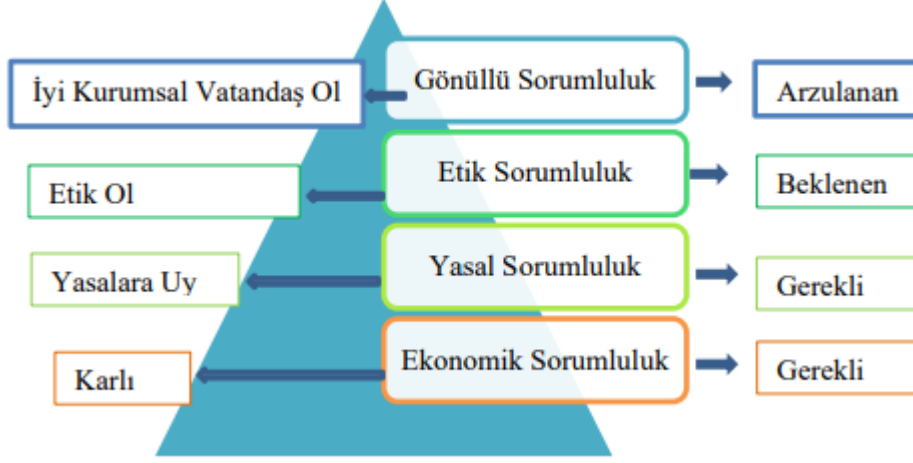 İyi Kurumsal Vatandaş Ol
Gönüllü Sorumluluk
Arzulanan
Etik Ol
Etik Sorumluluk
Beklenen
Yasalara Uy
Yasal Sorumluluk
Gerekli
Karlı
Ekonomik Sorumluluk
Gerekli